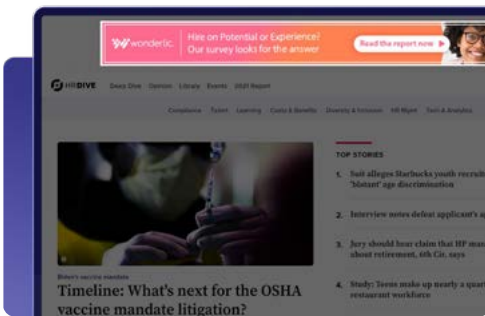 wonderlic
Hire on Potential or Experience?
Our survey looks for the answer
Read the report now
HR DIVE
Deep Dive Opinion Library Events 2021 Report
Compliance Talent Learning Comp & Benefits Diversity & Inclusion HR Mgmt Tech & Analytics
TOP STORIES
1. Suit alleges Starbucks youth recruit
'blatant' age discrimination
2. Interview notes defeat applicant's a
3. Jury should hear claim that HP mana
about retirement, 6th Cir. says
4. Study: Teens make up nearly a quart
restaurant workforce
Biden's vaccine mandate
Timeline: What's next for the OSHA
vaccine mandate litigation?